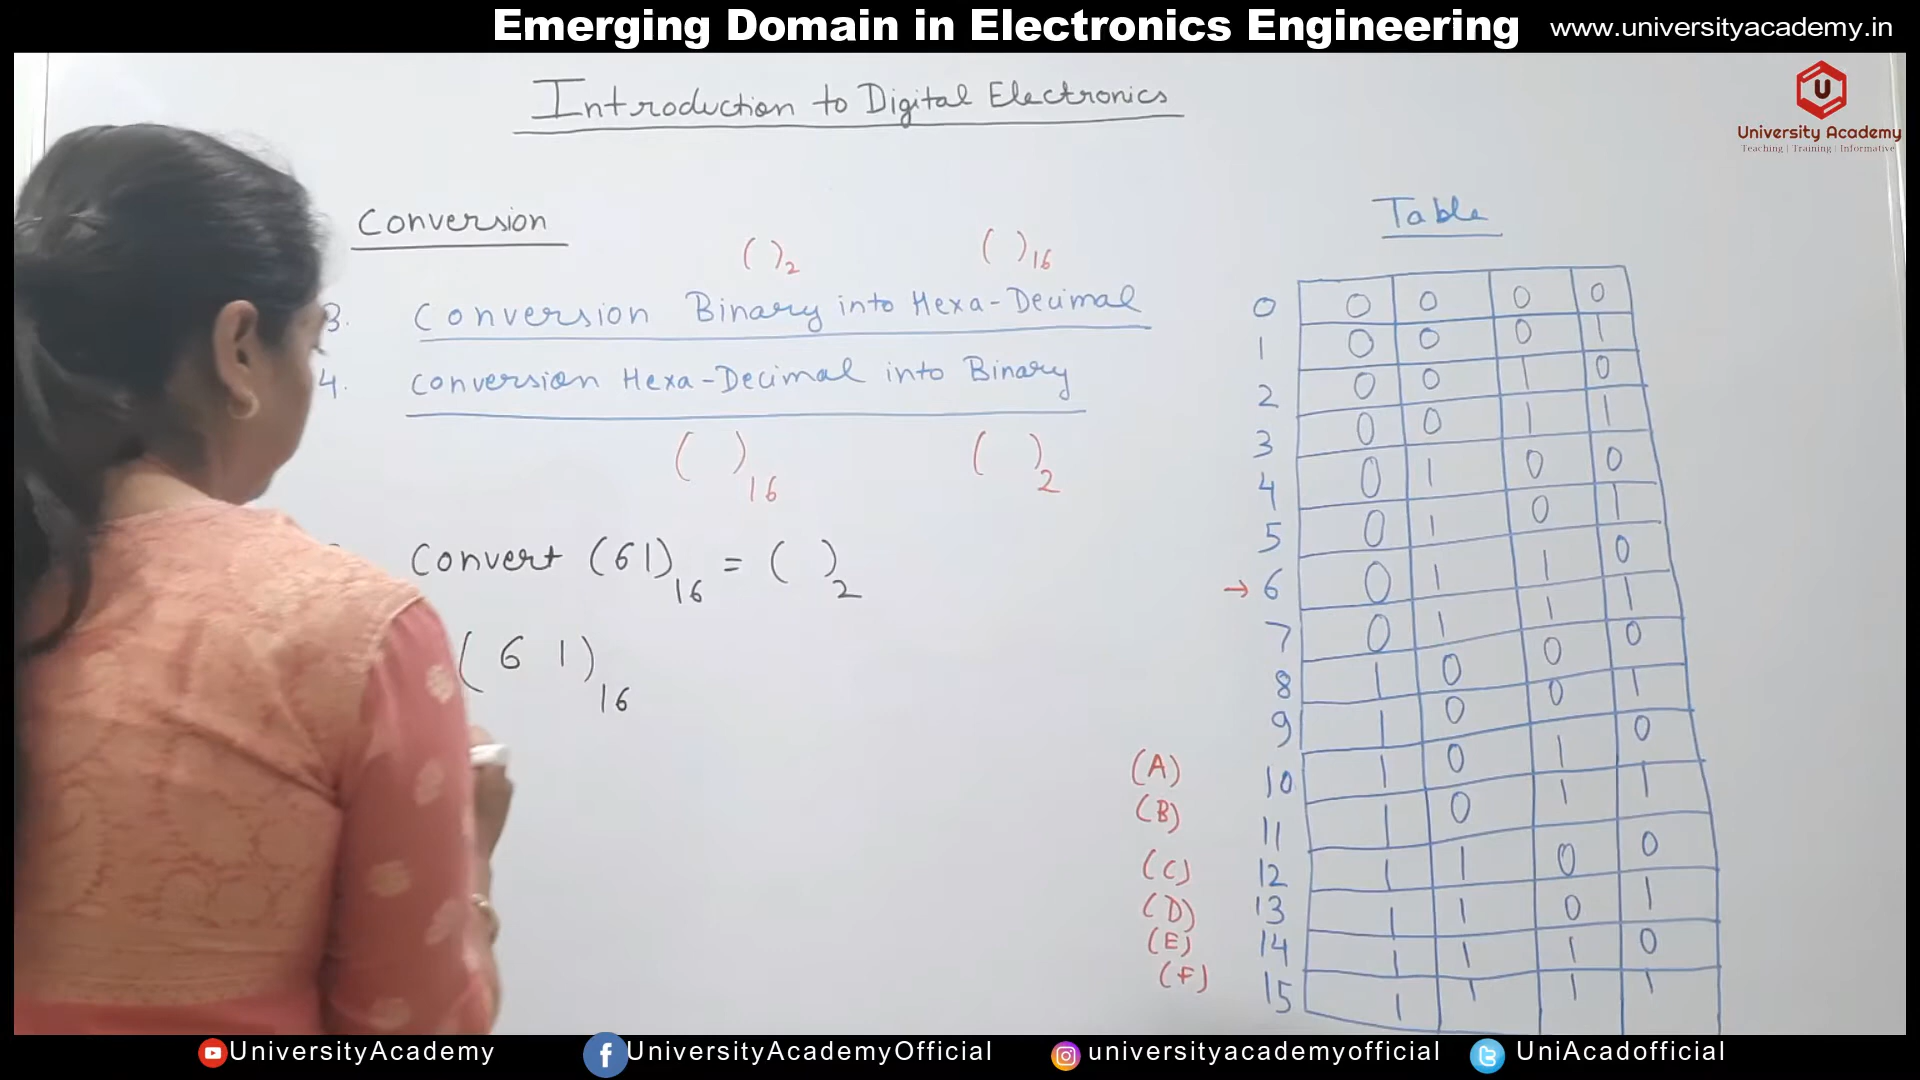 Emerging Domain in Electronics Engineering www.universityacademy.in
U
University Academy
Teaching | Training | Informative
Introduction to Digital Electronics
Conversion
( )2 ( )16
3. Conversion Binary into Hexa-Decimal
4. Conversion Hexa-Decimal into Binary
( )16 ( )2
Convert (61)16 = ( )2
( 6 1 )16
Table
0 0 0 0 0
1 0 0 0 1
2 0 0 1 0
3 0 0 1 1
4 0 1 0 0
5 0 1 0 1
→ 6 0 1 1 0
7 0 1 1 1
8 1 0 0 0
9 1 0 0 1
(A) 10 1 0 1 0
(B) 11 1 0 1 1
(C) 12 1 1 0 0
(D) 13 1 1 0 1
(E) 14 1 1 1 0
(F) 15 1 1 1 1
UniversityAcademy UniversityAcademyOfficial universityacademyofficial UniAcadofficial